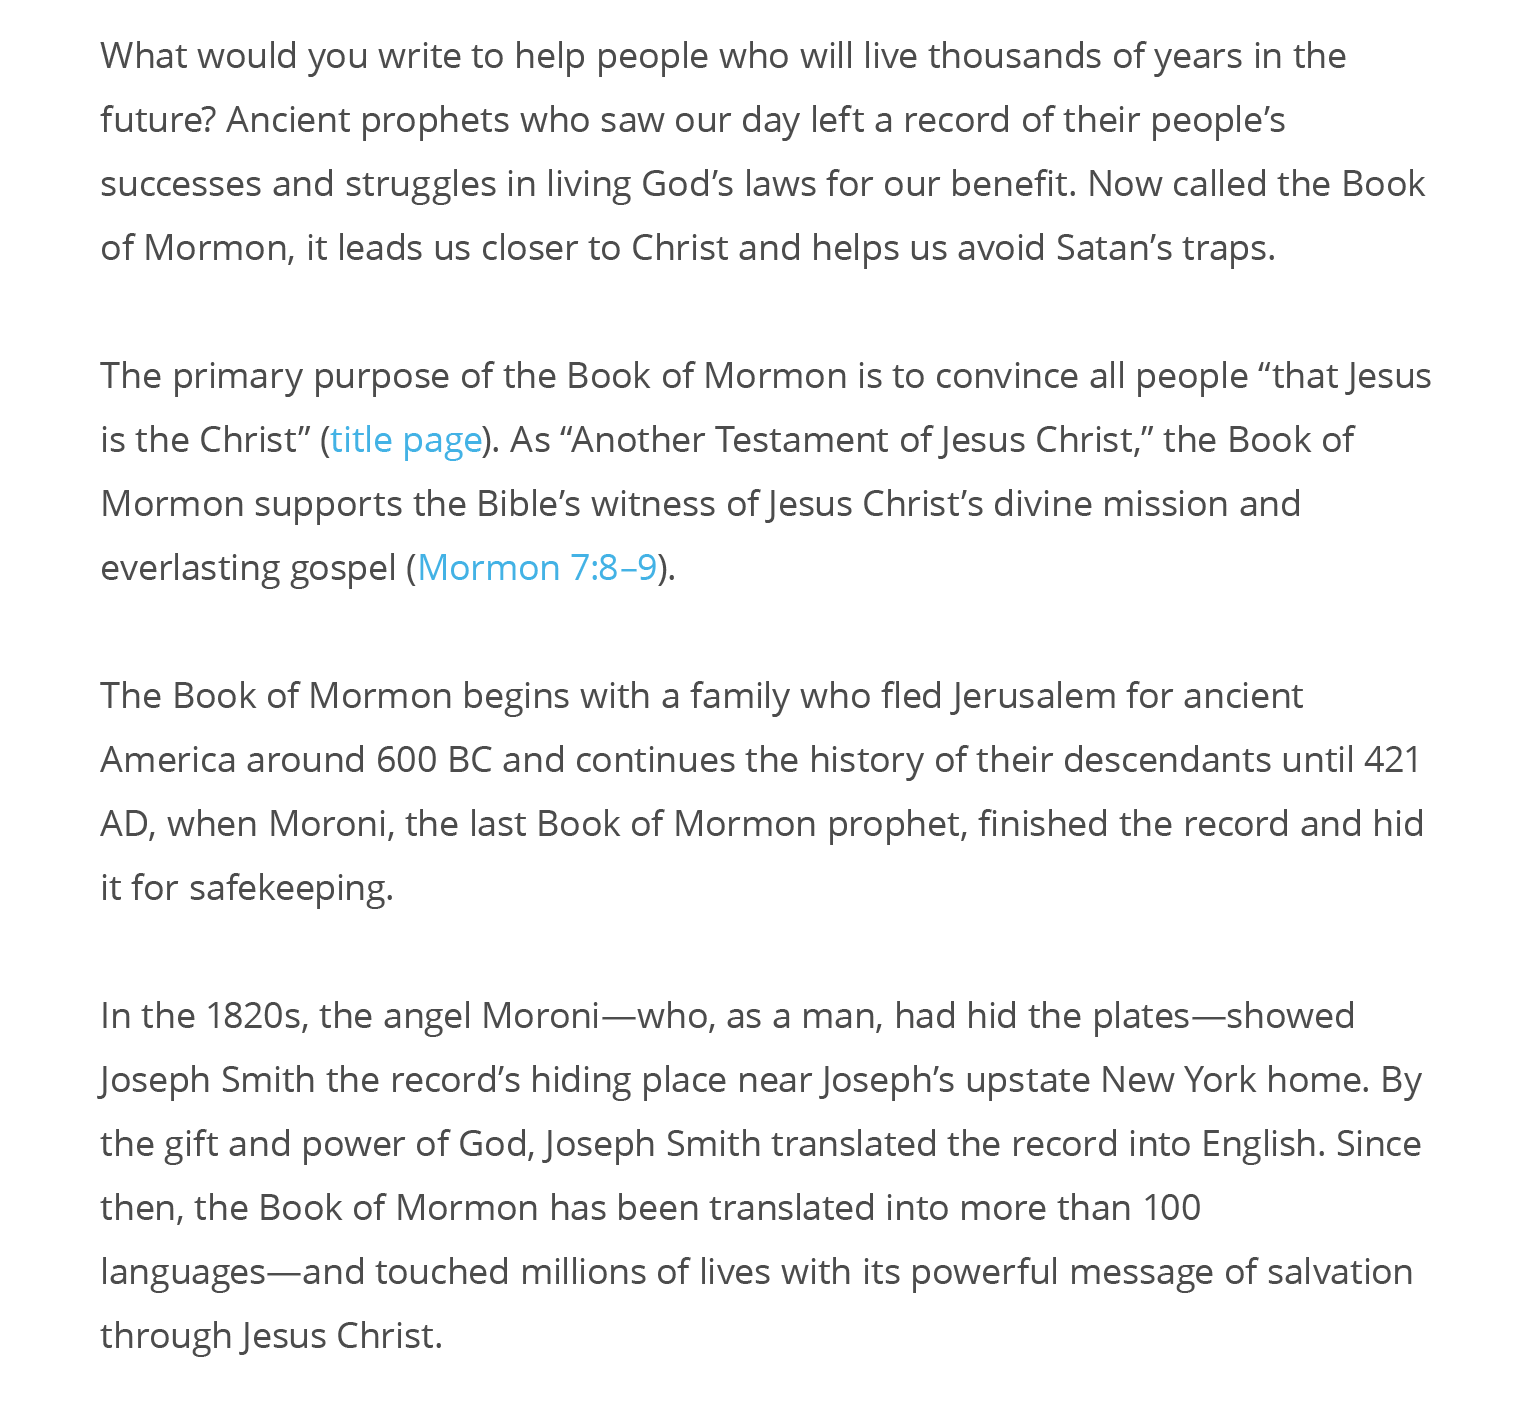 What would you write to help people who will live thousands of years in the
future? Ancient prophets who saw our day left a record of their people’s
successes and struggles in living God’s laws for our benefit. Now called the Book
of Mormon, it leads us closer to Christ and helps us avoid Satan’s traps.
The primary purpose of the Book of Mormon is to convince all people “that Jesus
is the Christ” (title page). As “Another Testament of Jesus Christ,” the Book of
Mormon supports the Bible’s witness of Jesus Christ’s divine mission and
everlasting gospel (Mormon 7:8–9).
The Book of Mormon begins with a family who fled Jerusalem for ancient
America around 600 BC and continues the history of their descendants until 421
AD, when Moroni, the last Book of Mormon prophet, finished the record and hid
it for safekeeping.
In the 1820s, the angel Moroni—who, as a man, had hid the plates—showed
Joseph Smith the record’s hiding place near Joseph’s upstate New York home. By
the gift and power of God, Joseph Smith translated the record into English. Since
then, the Book of Mormon has been translated into more than 100
languages—and touched millions of lives with its powerful message of salvation
through Jesus Christ.